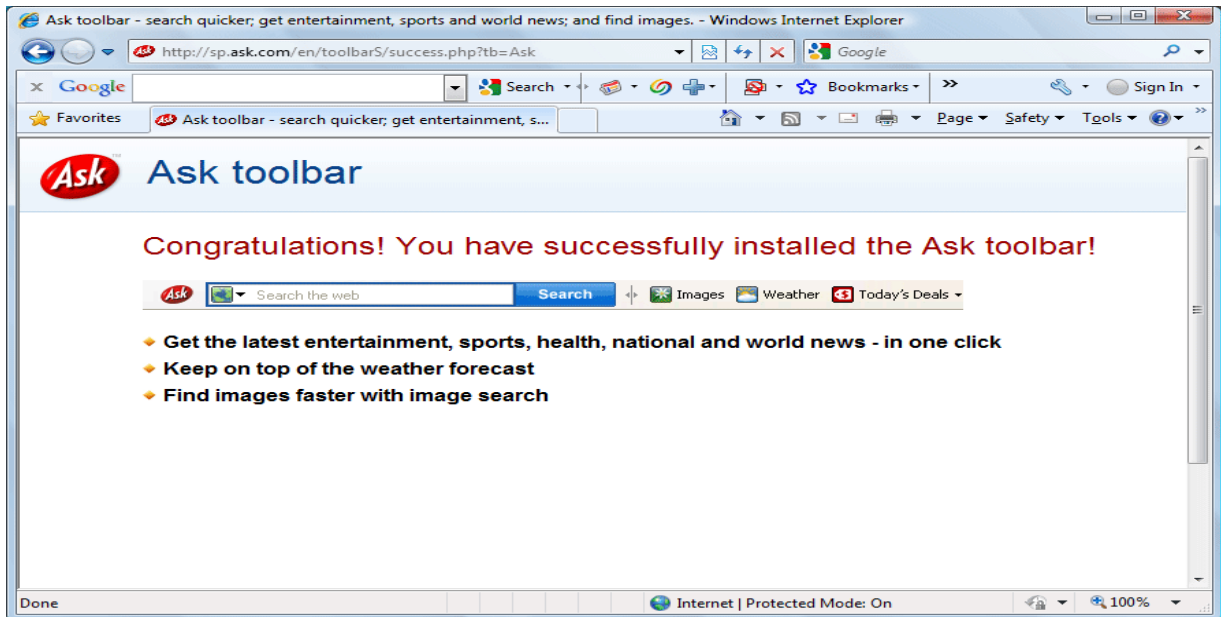 Ask toolbar - search quicker; get entertainment, sports and world news; and find images. - Windows Internet Explorer
http://sp.ask.com/en/toolbarS/success.php?tb=Ask Google
x Google Search Bookmarks » Sign In
Favorites Ask toolbar - search quicker; get entertainment, s... Page Safety Tools »
Ask™ Ask toolbar
Congratulations! You have successfully installed the Ask toolbar!
Ask Search the web Search Images Weather Today's Deals
Get the latest entertainment, sports, health, national and world news - in one click
Keep on top of the weather forecast
Find images faster with image search
Done Internet | Protected Mode: On 100%